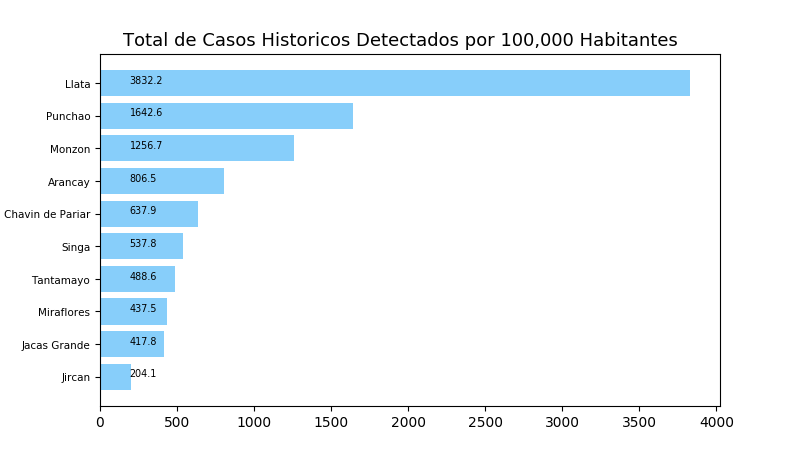 Total de Casos Historicos Detectados por 100,000 Habitantes
Llata 3832.2
Punchao 1642.6
Monzon 1256.7
Arancay 806.5
Chavin de Pariar 637.9
Singa 537.8
Tantamayo 488.6
Miraflores 437.5
Jacas Grande 417.8
Jircan 204.1
0 500 1000 1500 2000 2500 3000 3500 4000